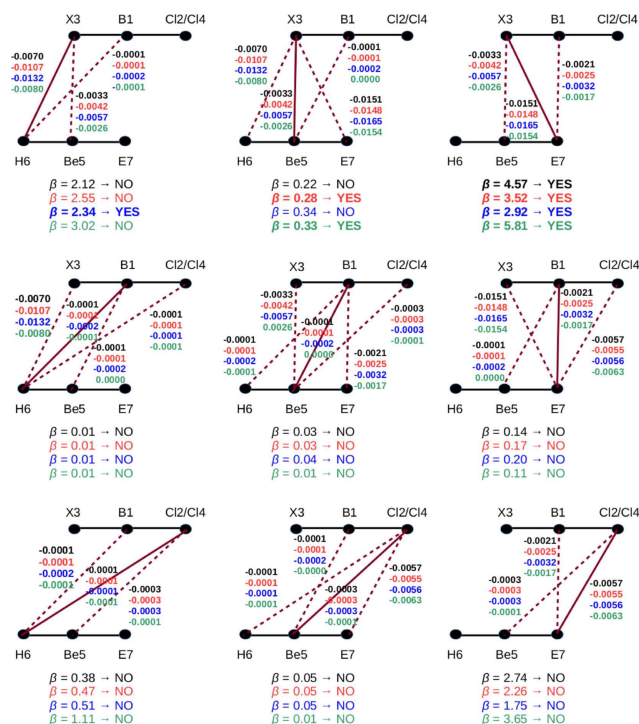 X3 B1 Cl2/Cl4
-0.0070
-0.0107
-0.0132
-0.0080
-0.0001
-0.0001
-0.0002
-0.0001
-0.0033
-0.0042
-0.0057
-0.0026
H6 Be5 E7
β = 2.12 → NO
β = 2.55 → NO
β = 2.34 → YES
β = 3.02 → NO
X3 B1 Cl2/Cl4
-0.0070
-0.0107
-0.0132
-0.0080
-0.0001
-0.0001
-0.0002
0.0000
-0.0033
-0.0042
-0.0057
-0.0026
-0.0151
-0.0148
-0.0165
-0.0154
H6 Be5 E7
β = 0.22 → NO
β = 0.28 → YES
β = 0.34 → NO
β = 0.33 → YES
X3 B1 Cl2/Cl4
-0.0033
-0.0042
-0.0057
-0.0026
-0.0021
-0.0025
-0.0032
-0.0017
-0.0151
-0.0148
-0.0165
-0.0154
H6 Be5 E7
β = 4.57 → YES
β = 3.52 → YES
β = 2.92 → YES
β = 5.81 → YES
X3 B1 Cl2/Cl4
-0.0070
-0.0107
-0.0132
-0.0080
-0.0001
-0.0001
-0.0002
-0.0001
-0.0001
-0.0001
-0.0001
-0.0001
-0.0001
-0.0001
-0.0002
0.0000
H6 Be5 E7
β = 0.01 → NO
β = 0.01 → NO
β = 0.01 → NO
β = 0.01 → NO
X3 B1 Cl2/Cl4
-0.0033
-0.0042
-0.0057
0.0026
-0.0003
-0.0003
-0.0003
-0.0001
-0.0001
-0.0001
-0.0002
0.0000
-0.0001
-0.0001
-0.0002
-0.0001
-0.0021
-0.0025
-0.0032
-0.0017
H6 Be5 E7
β = 0.03 → NO
β = 0.03 → NO
β = 0.04 → NO
β = 0.01 → NO
X3 B1 Cl2/Cl4
-0.0151
-0.0148
-0.0165
-0.0154
-0.0021
-0.0025
-0.0032
-0.0017
-0.0001
-0.0001
-0.0002
0.0000
-0.0057
-0.0055
-0.0056
-0.0063
H6 Be5 E7
β = 0.14 → NO
β = 0.17 → NO
β = 0.20 → NO
β = 0.11 → NO
X3 B1 Cl2/Cl4
-0.0001
-0.0001
-0.0002
-0.0001
-0.0001
-0.0001
-0.0001
-0.0001
-0.0003
-0.0003
-0.0003
-0.0001
H6 Be5 E7
β = 0.38 → NO
β = 0.47 → NO
β = 0.51 → NO
β = 1.11 → NO
X3 B1 Cl2/Cl4
-0.0001
-0.0001
-0.0002
-0.0000
-0.0001
-0.0001
-0.0001
-0.0001
-0.0003
-0.0003
-0.0003
-0.0001
-0.0057
-0.0055
-0.0056
-0.0063
H6 Be5 E7
β = 0.05 → NO
β = 0.05 → NO
β = 0.05 → NO
β = 0.01 → NO
X3 B1 Cl2/Cl4
-0.0021
-0.0025
-0.0032
-0.0017
-0.0003
-0.0003
-0.0003
-0.0001
-0.0057
-0.0055
-0.0056
-0.0063
H6 Be5 E7
β = 2.74 → NO
β = 2.26 → NO
β = 1.75 → NO
β = 3.65 → NO